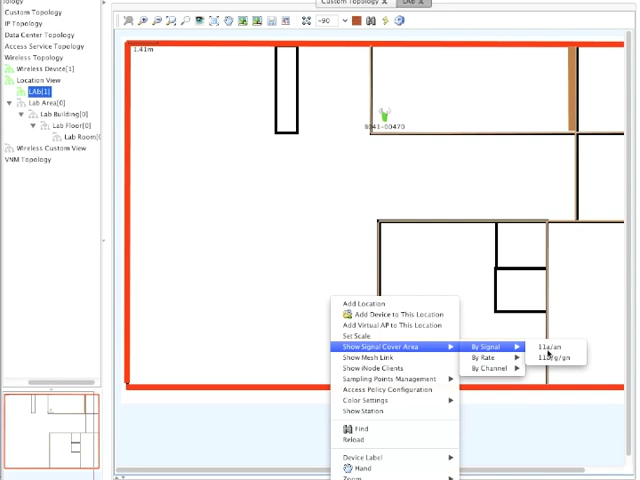 Custom Topology
LAb
Custom Topology
IP Topology
Data Center Topology
Access Service Topology
Wireless Topology
Wireless Device[1]
Location View
LAb[1]
Lab Area[0]
Lab Building[0]
Lab Floor[0]
Lab Room[0
Wireless Custom View
VNM Topology
-90
1.41m
Add Location
Add Device to This Location
Add Virtual AP to This Location
Set Scale
Show Signal Cover Area
Show Mesh Link
Show iNode Clients
Sampling Points Management
Access Policy Configuration
Color Settings
Show Station
Find
Reload
Device Label
Hand
Zoom
By Signal
By Rate
By Channel
11a/an